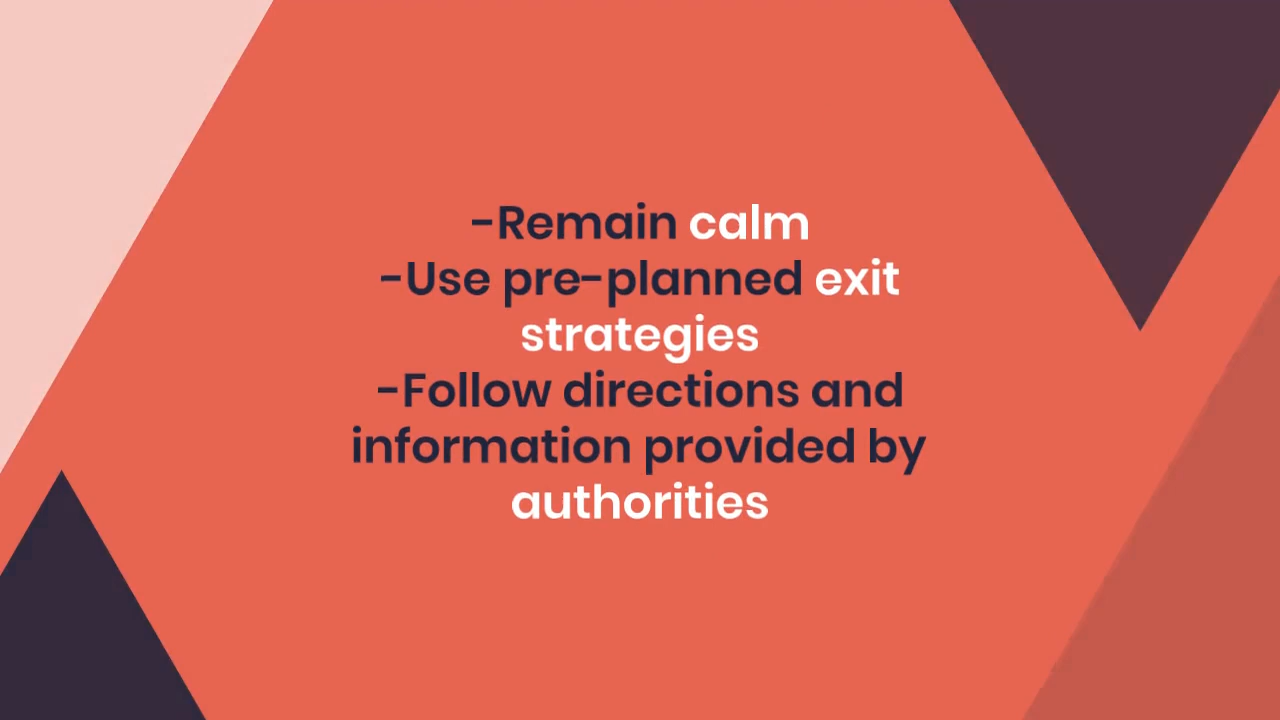 -Remain calm
-Use pre-planned exit
strategies
-Follow directions and
information provided by
authorities